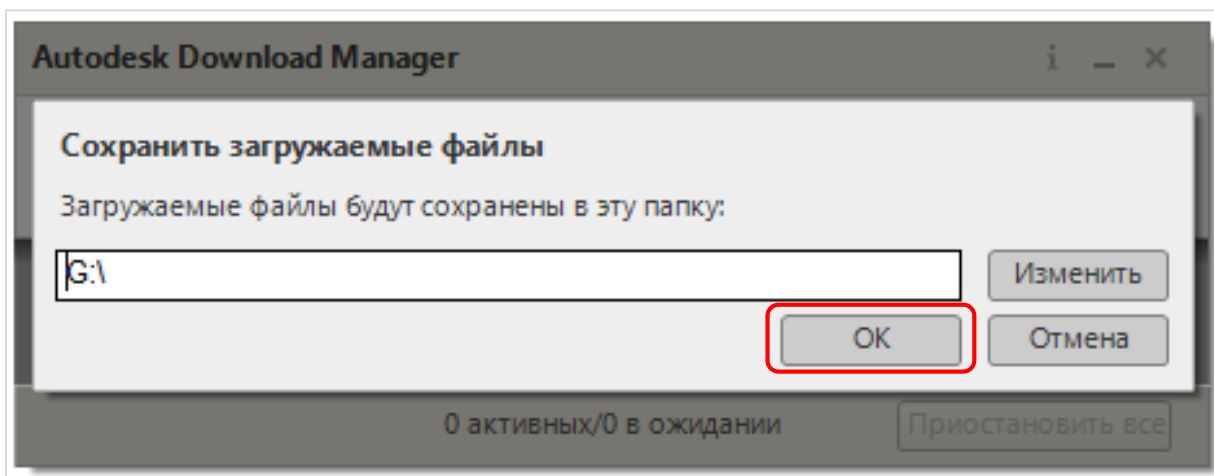 Autodesk Download Manager
Сохранить загружаемые файлы
Загружаемые файлы будут сохранены в эту папку:
G:\
Изменить
ОК
Отмена
0 активных/0 в ожидании
Приостановить все